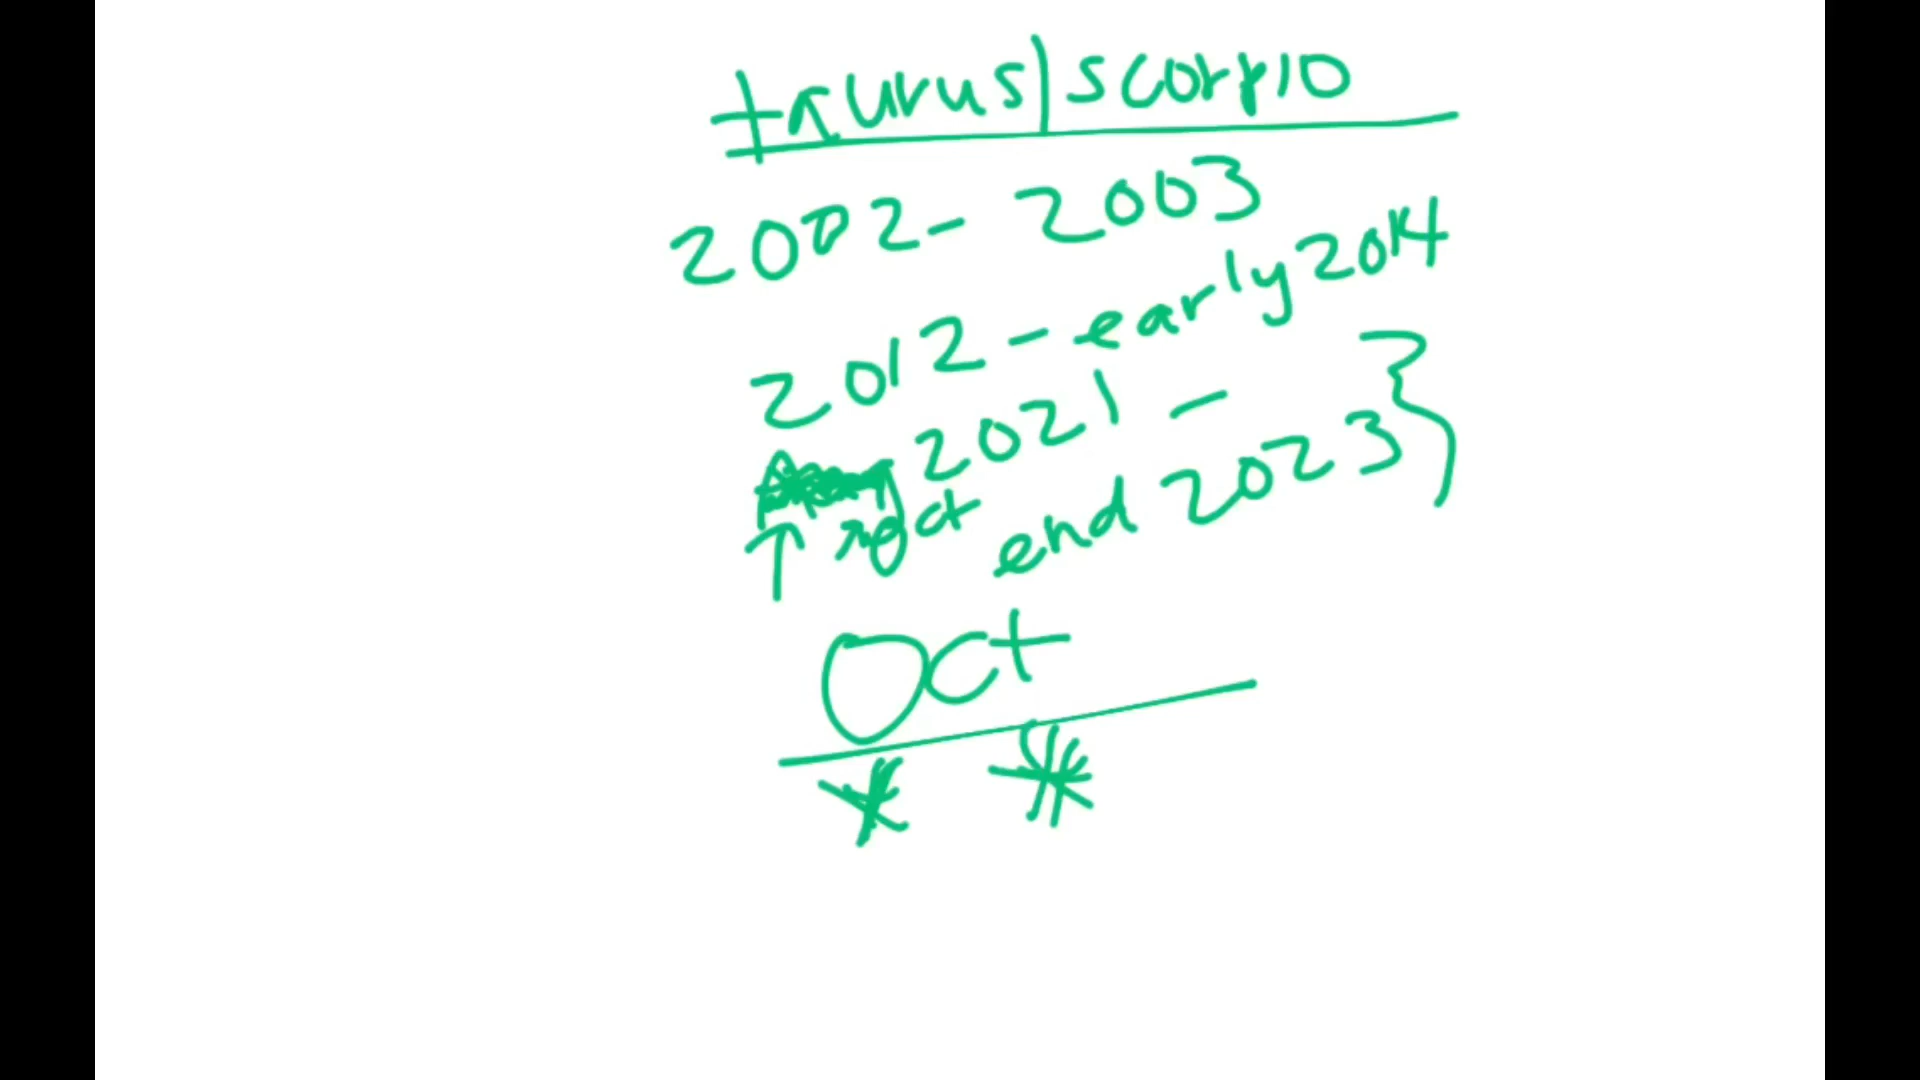 taurus|scorpio
2002 - 2003
2012 - early 2014
2021 -
oct end 2023
Oct